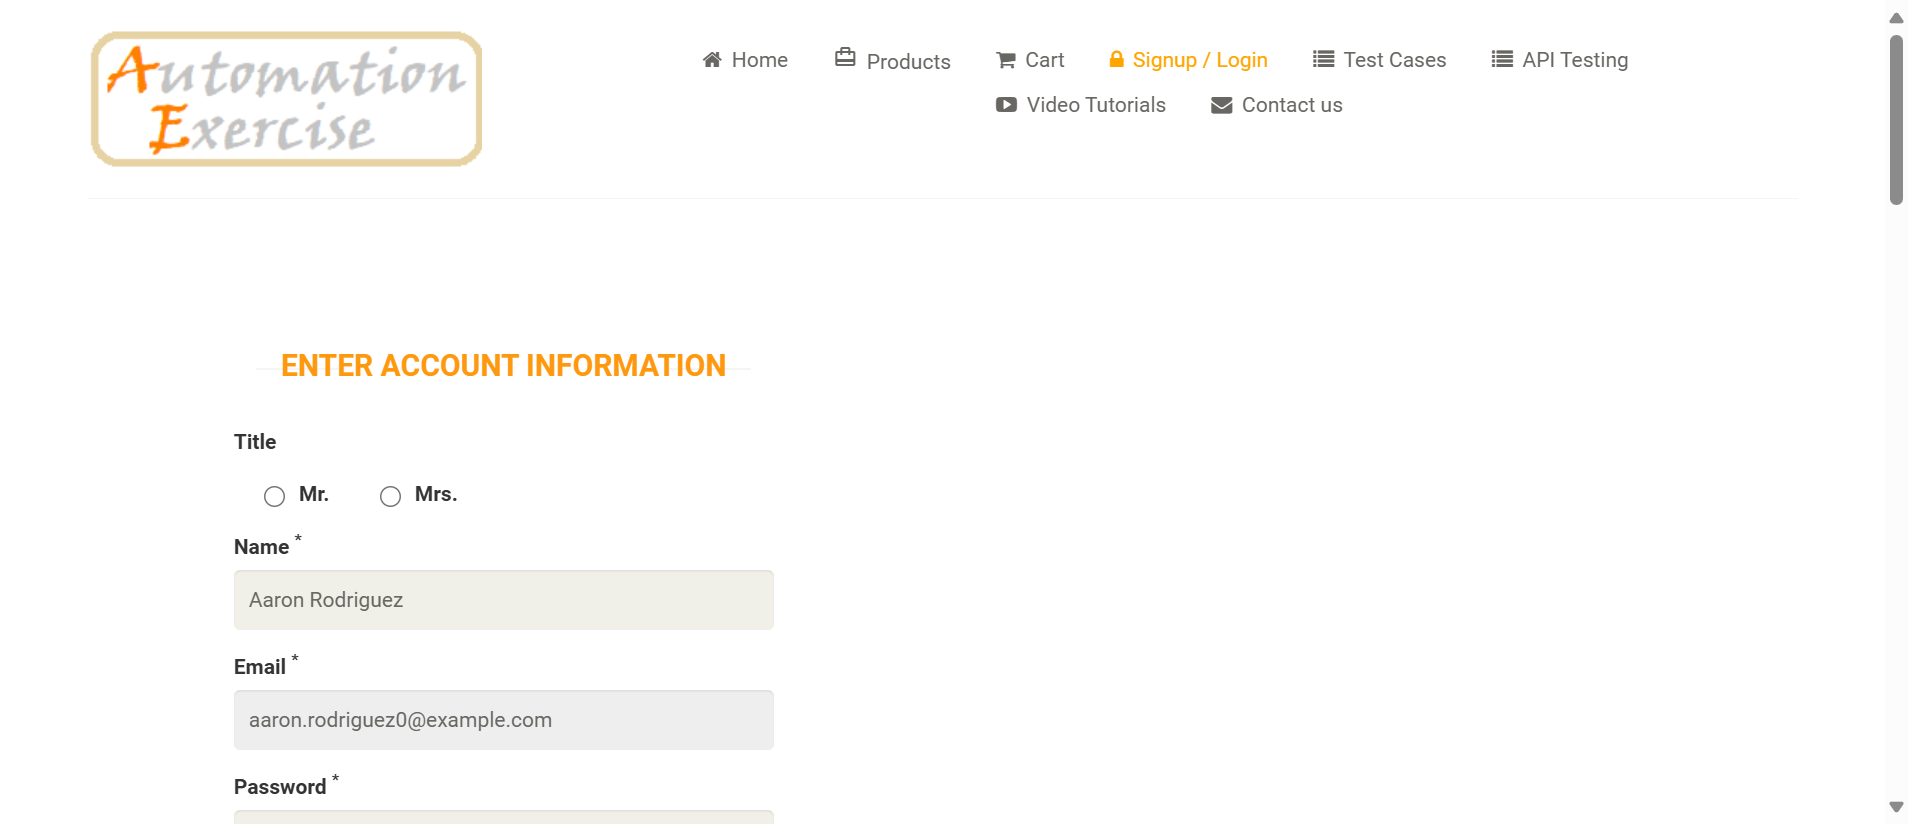 Automation
Exercise
Home Products Cart Signup / Login Test Cases API Testing
Video Tutorials Contact us
ENTER ACCOUNT INFORMATION
Title
Mr. Mrs.
Name *
Aaron Rodriguez
Email *
aaron.rodriguez0@example.com
Password *